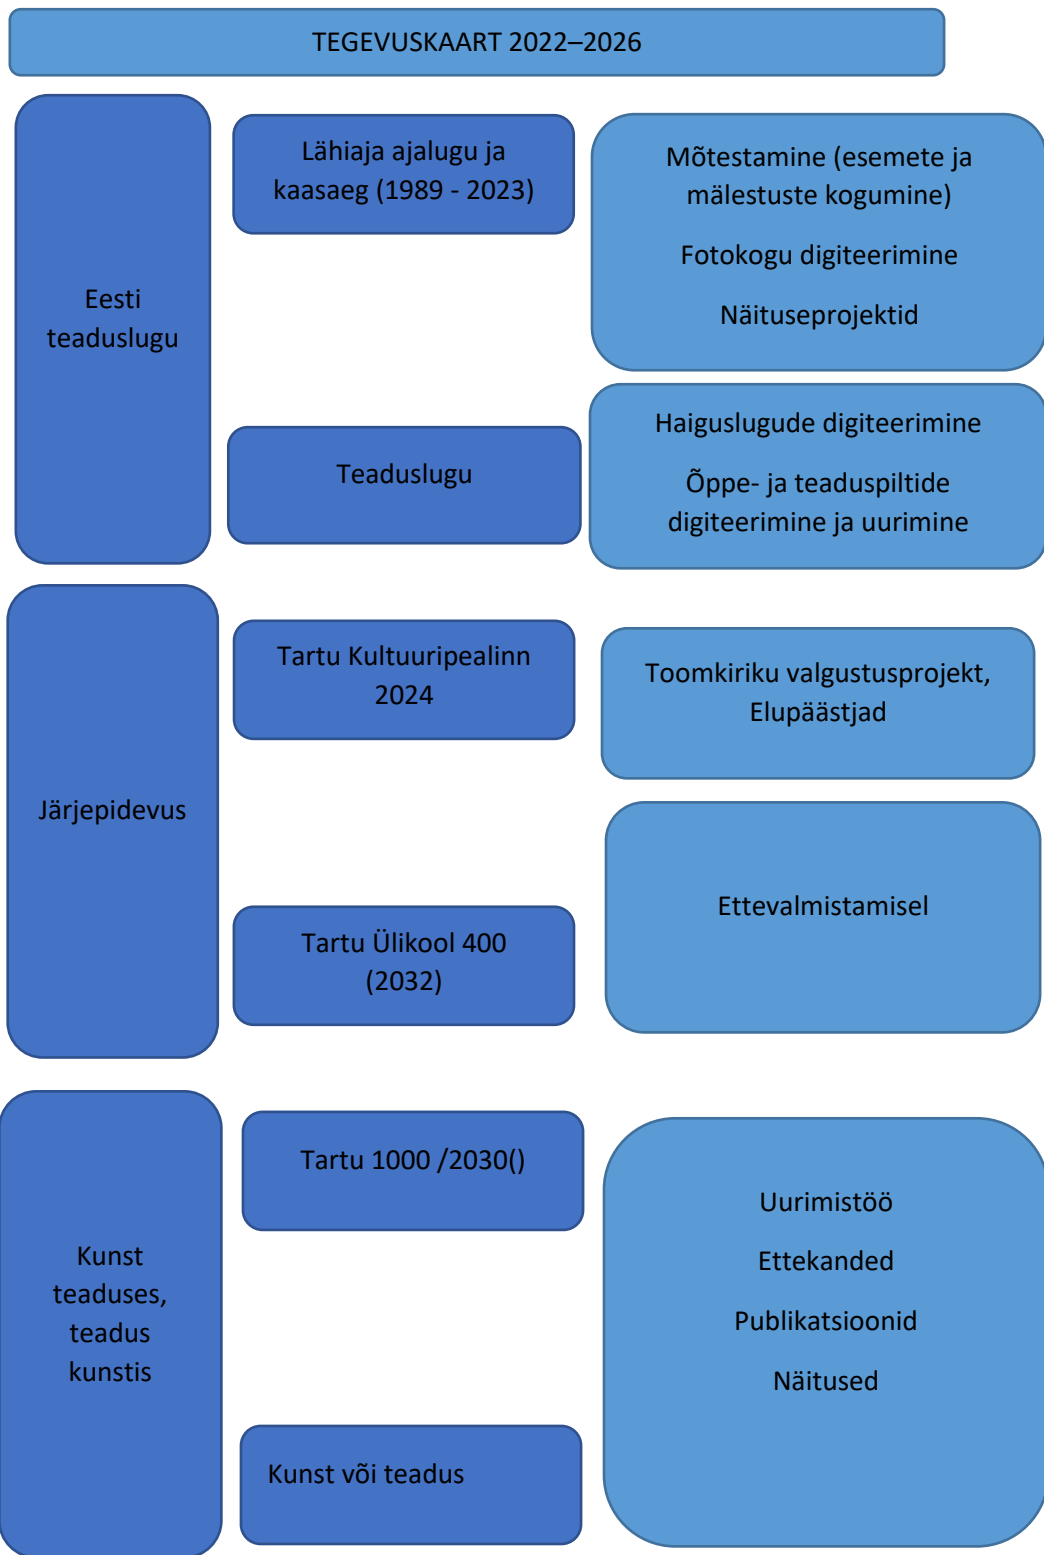 TEGEVUSKAART 2022–2026
Eesti
teaduslugu
Lähiaja ajalugu ja
kaasaeg (1989 - 2023)
Mõtestamine (esemete ja
mälestuste kogumine)
Fotokogu digiteerimine
Näituseprojektid
Teaduslugu
Haiguslugude digiteerimine
Õppe- ja teaduspiltide
digiteerimine ja uurimine
Järjepidevus
Tartu Kultuuripealinn
2024
Toomkiriku valgustusprojekt,
Elupäästjad
Tartu Ülikool 400
(2032)
Ettevalmistamisel
Kunst
teaduses,
teadus
kunstis
Tartu 1000 /2030()
Uurimistöö
Ettekanded
Publikatsioonid
Näitused
Kunst või teadus